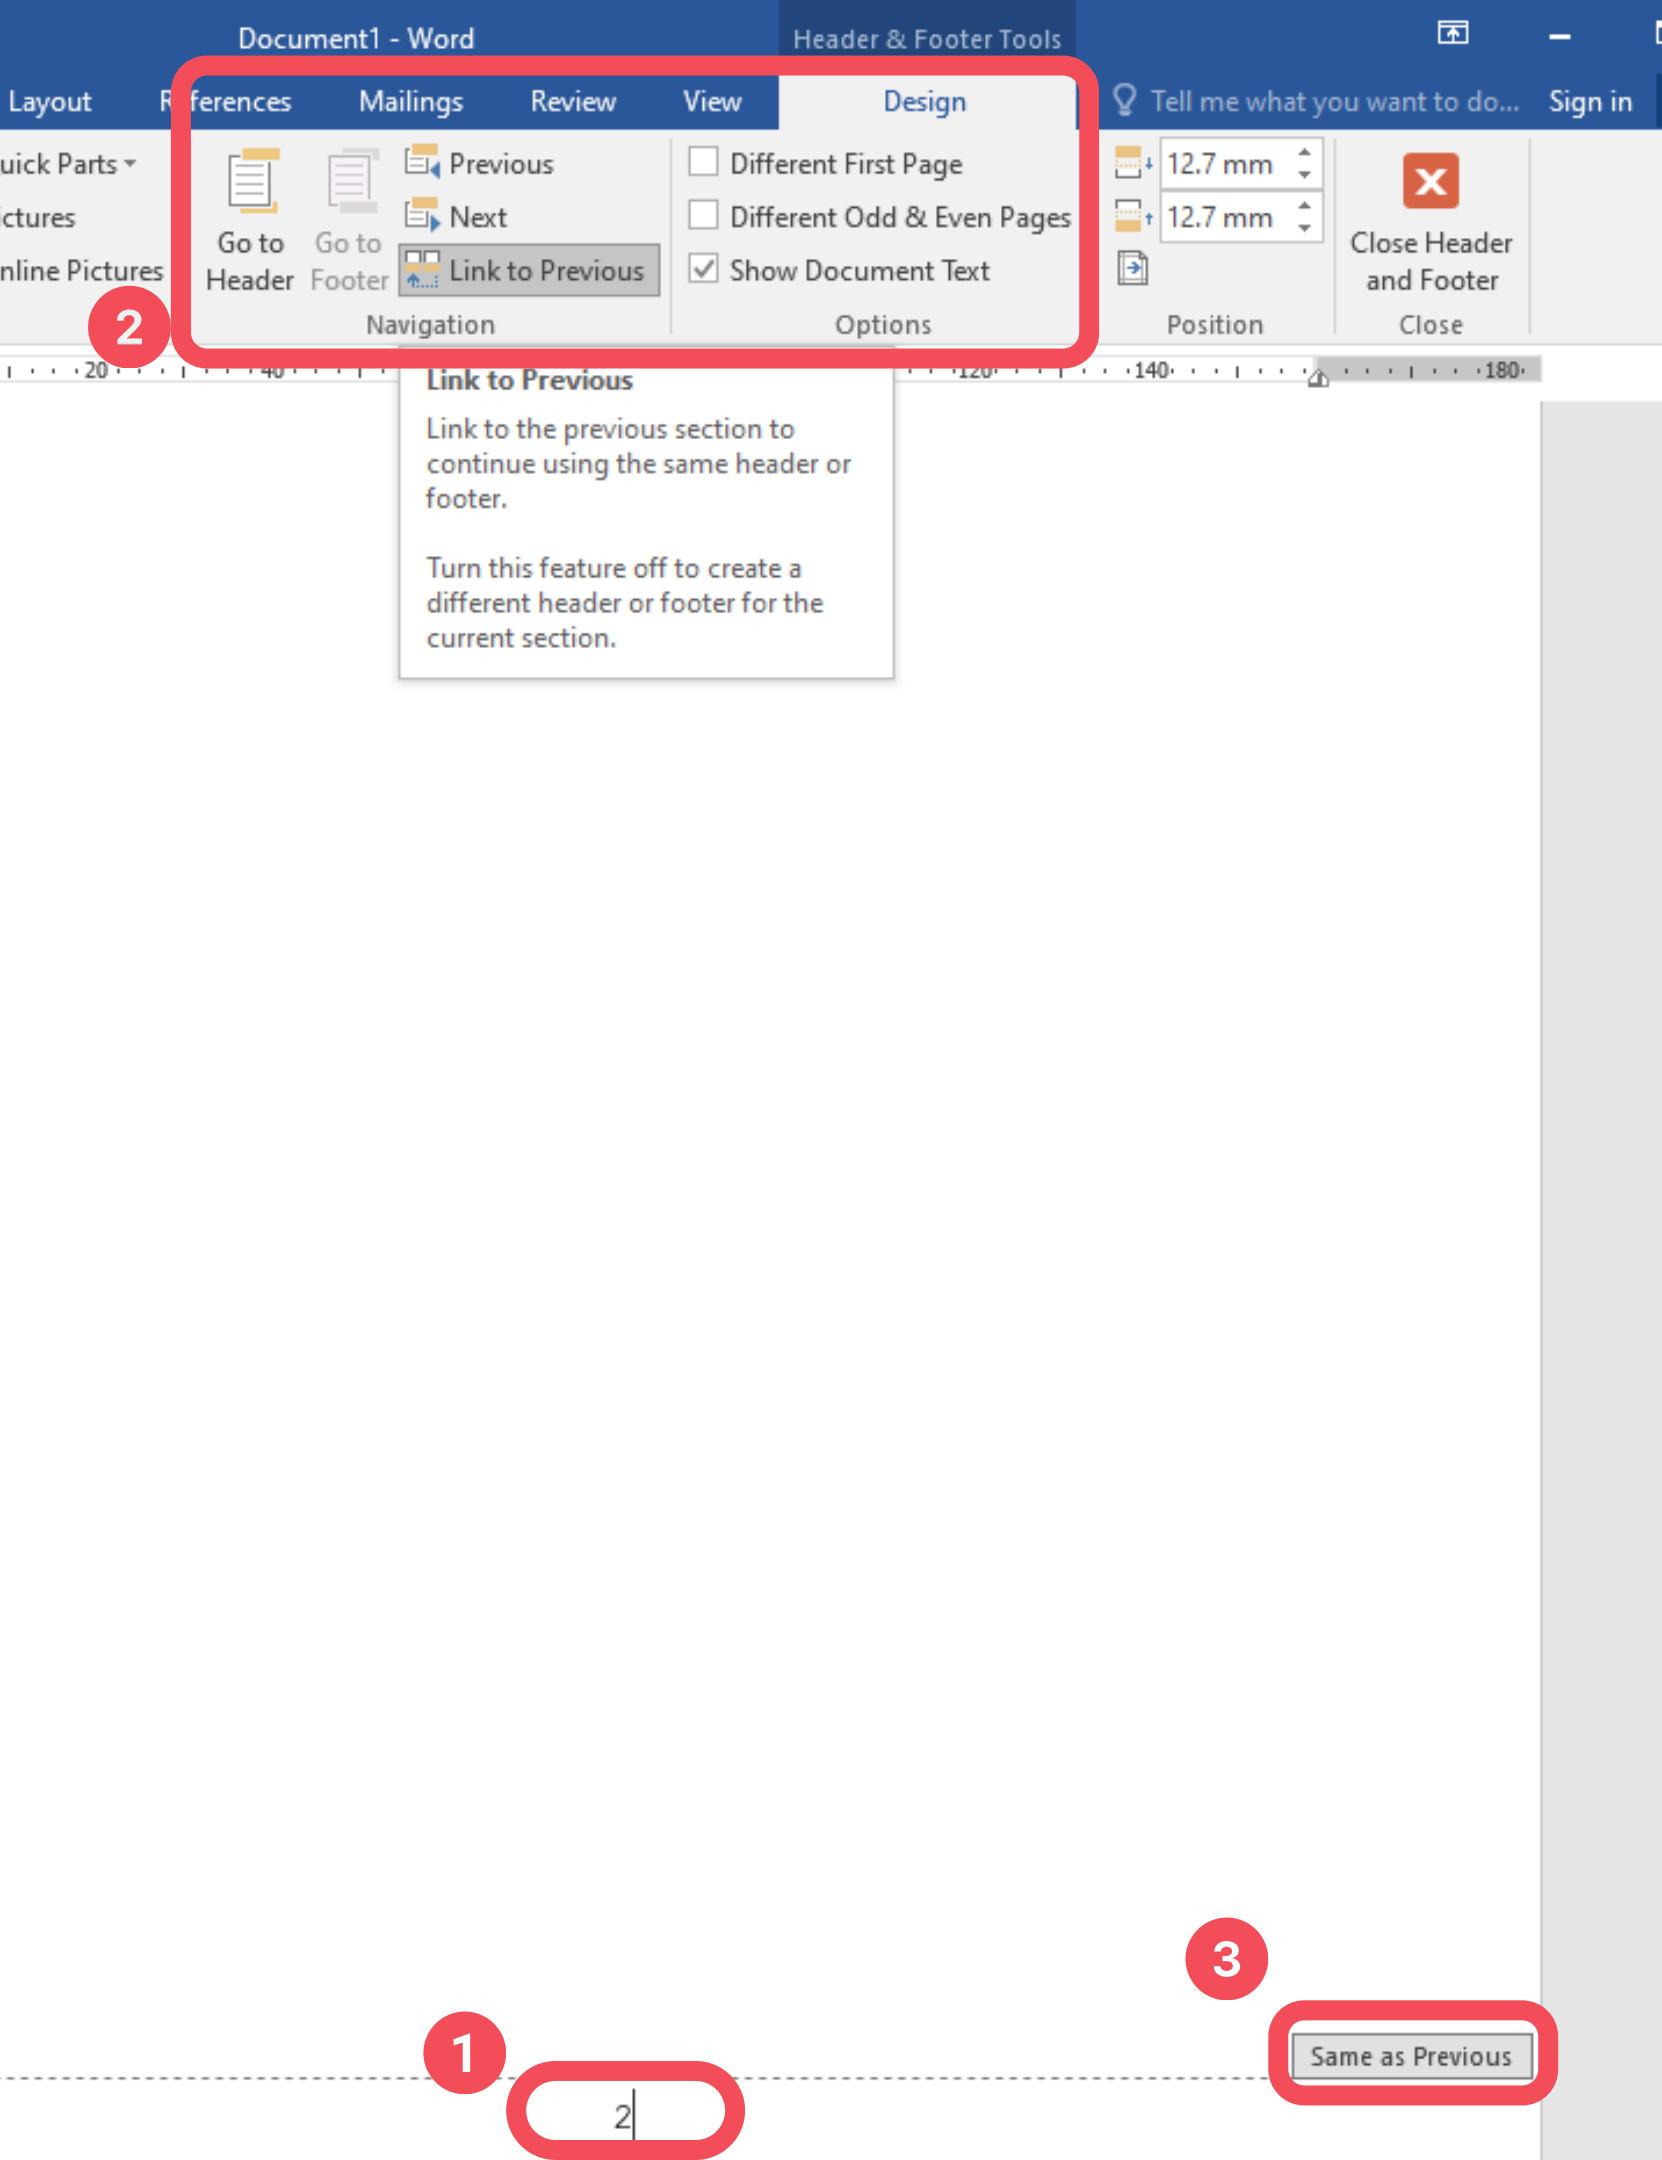 Document1 - Word
Header & Footer Tools
Layout
References
Mailings
Review
View
Design
Tell me what you want to do...
Sign in
uick Parts
ictures
nline Pictures
Go to
Header
Go to
Footer
Previous
Next
Link to Previous
Navigation
Different First Page
Different Odd & Even Pages
Show Document Text
Options
12.7 mm
12.7 mm
Position
Close Header
and Footer
Close
2
20
40
120
140
180
Link to Previous
Link to the previous section to
continue using the same header or
footer.
Turn this feature off to create a
different header or footer for the
current section.
3
Same as Previous
1
2